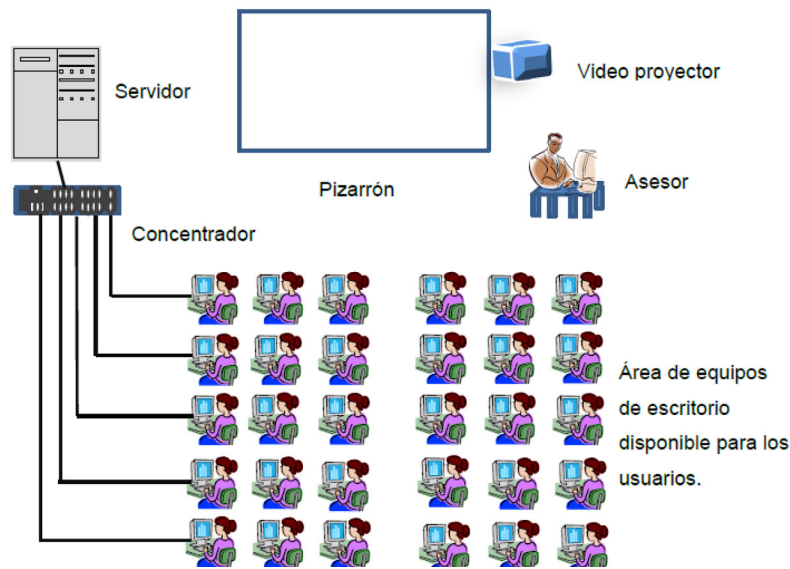 Servidor
Video proyector
Pizarrón
Asesor
Concentrador
Área de equipos
de escritorio
disponible para los
usuarios.